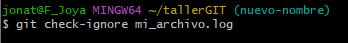 jonat@F_Joya MINGW64 ~/tallerGIT (nuevo-nombre)
$ git check-ignore mi_archivo.log